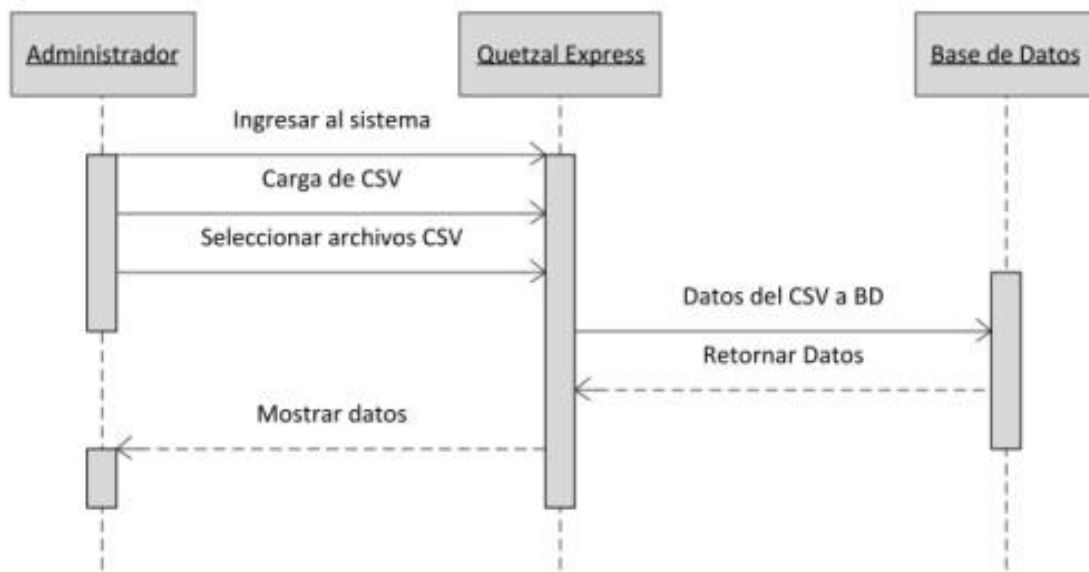 Administrador
Quetzal Express
Base de Datos
Ingresar al sistema
Carga de CSV
Seleccionar archivos CSV
Datos del CSV a BD
Retornar Datos
Mostrar datos